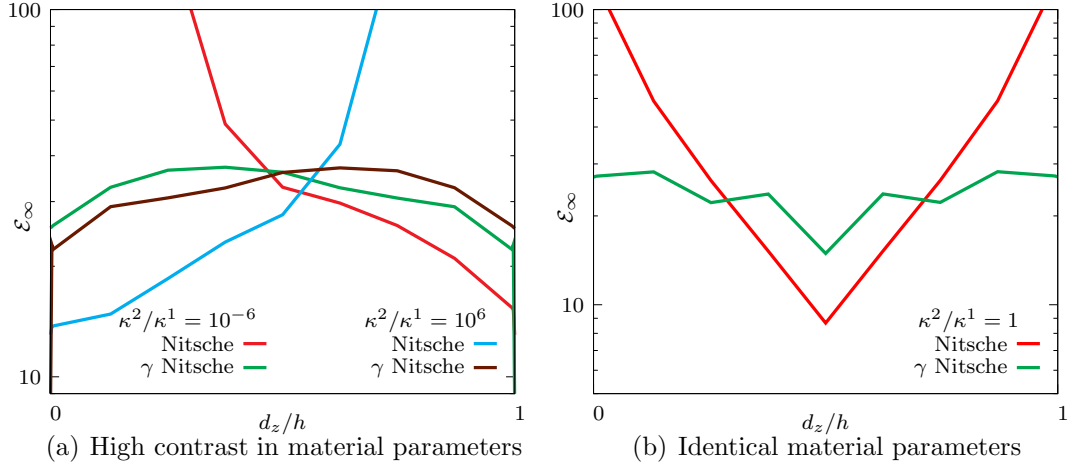 100
ℰ∞
10
κ²/κ¹ = 10⁻⁶
Nitsche
γ Nitsche
κ²/κ¹ = 10⁶
Nitsche
γ Nitsche
0
d_z/h
1
(a) High contrast in material parameters
100
ℰ∞
10
κ²/κ¹ = 1
Nitsche
γ Nitsche
0
d_z/h
1
(b) Identical material parameters